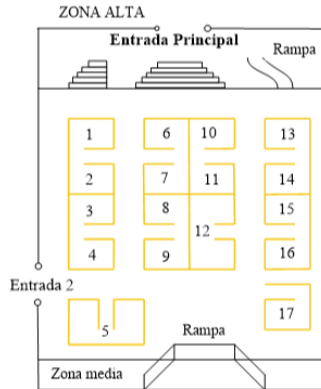 ZONA ALTA
Entrada Principal
Rampa
1 6 10 13
2 7 11 14
3 8 15
12
4 9 16
Entrada 2
17
5 Rampa
Zona media